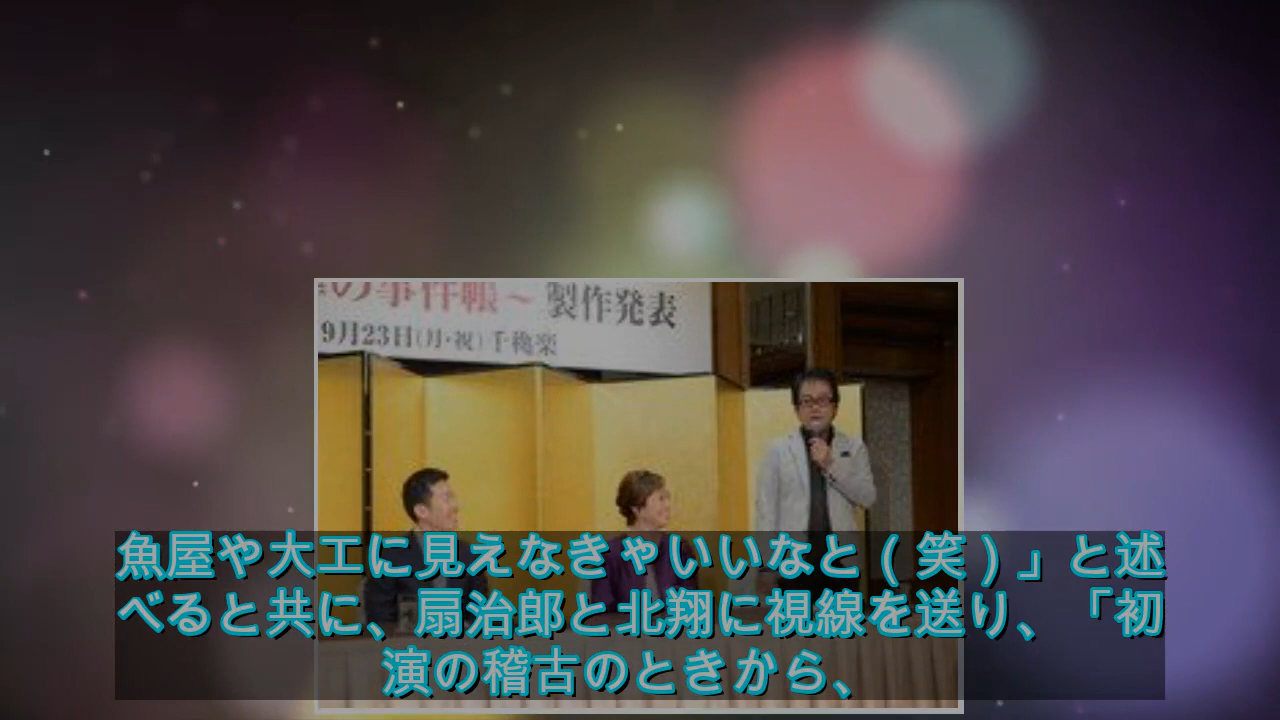 の事件帳～ 製作発表
9月23日(月・祝)千穐楽
魚屋や大工に見えなきゃいいなと(笑)」と述
べると共に、扇治郎と北翔に視線を送り、「初
演の稽古のときから、